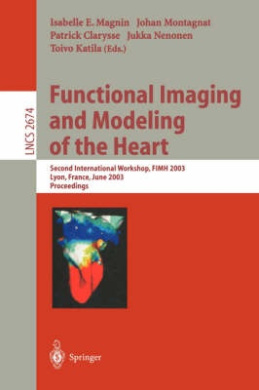 Isabelle E. Magnin Johan Montagnat
Patrick Clarysse Jukka Nenonen
Toivo Katila (Eds.)
LNCS 2674
Functional Imaging
and Modeling
of the Heart
Second International Workshop, FIMH 2003
Lyon, France, June 2003
Proceedings
Springer